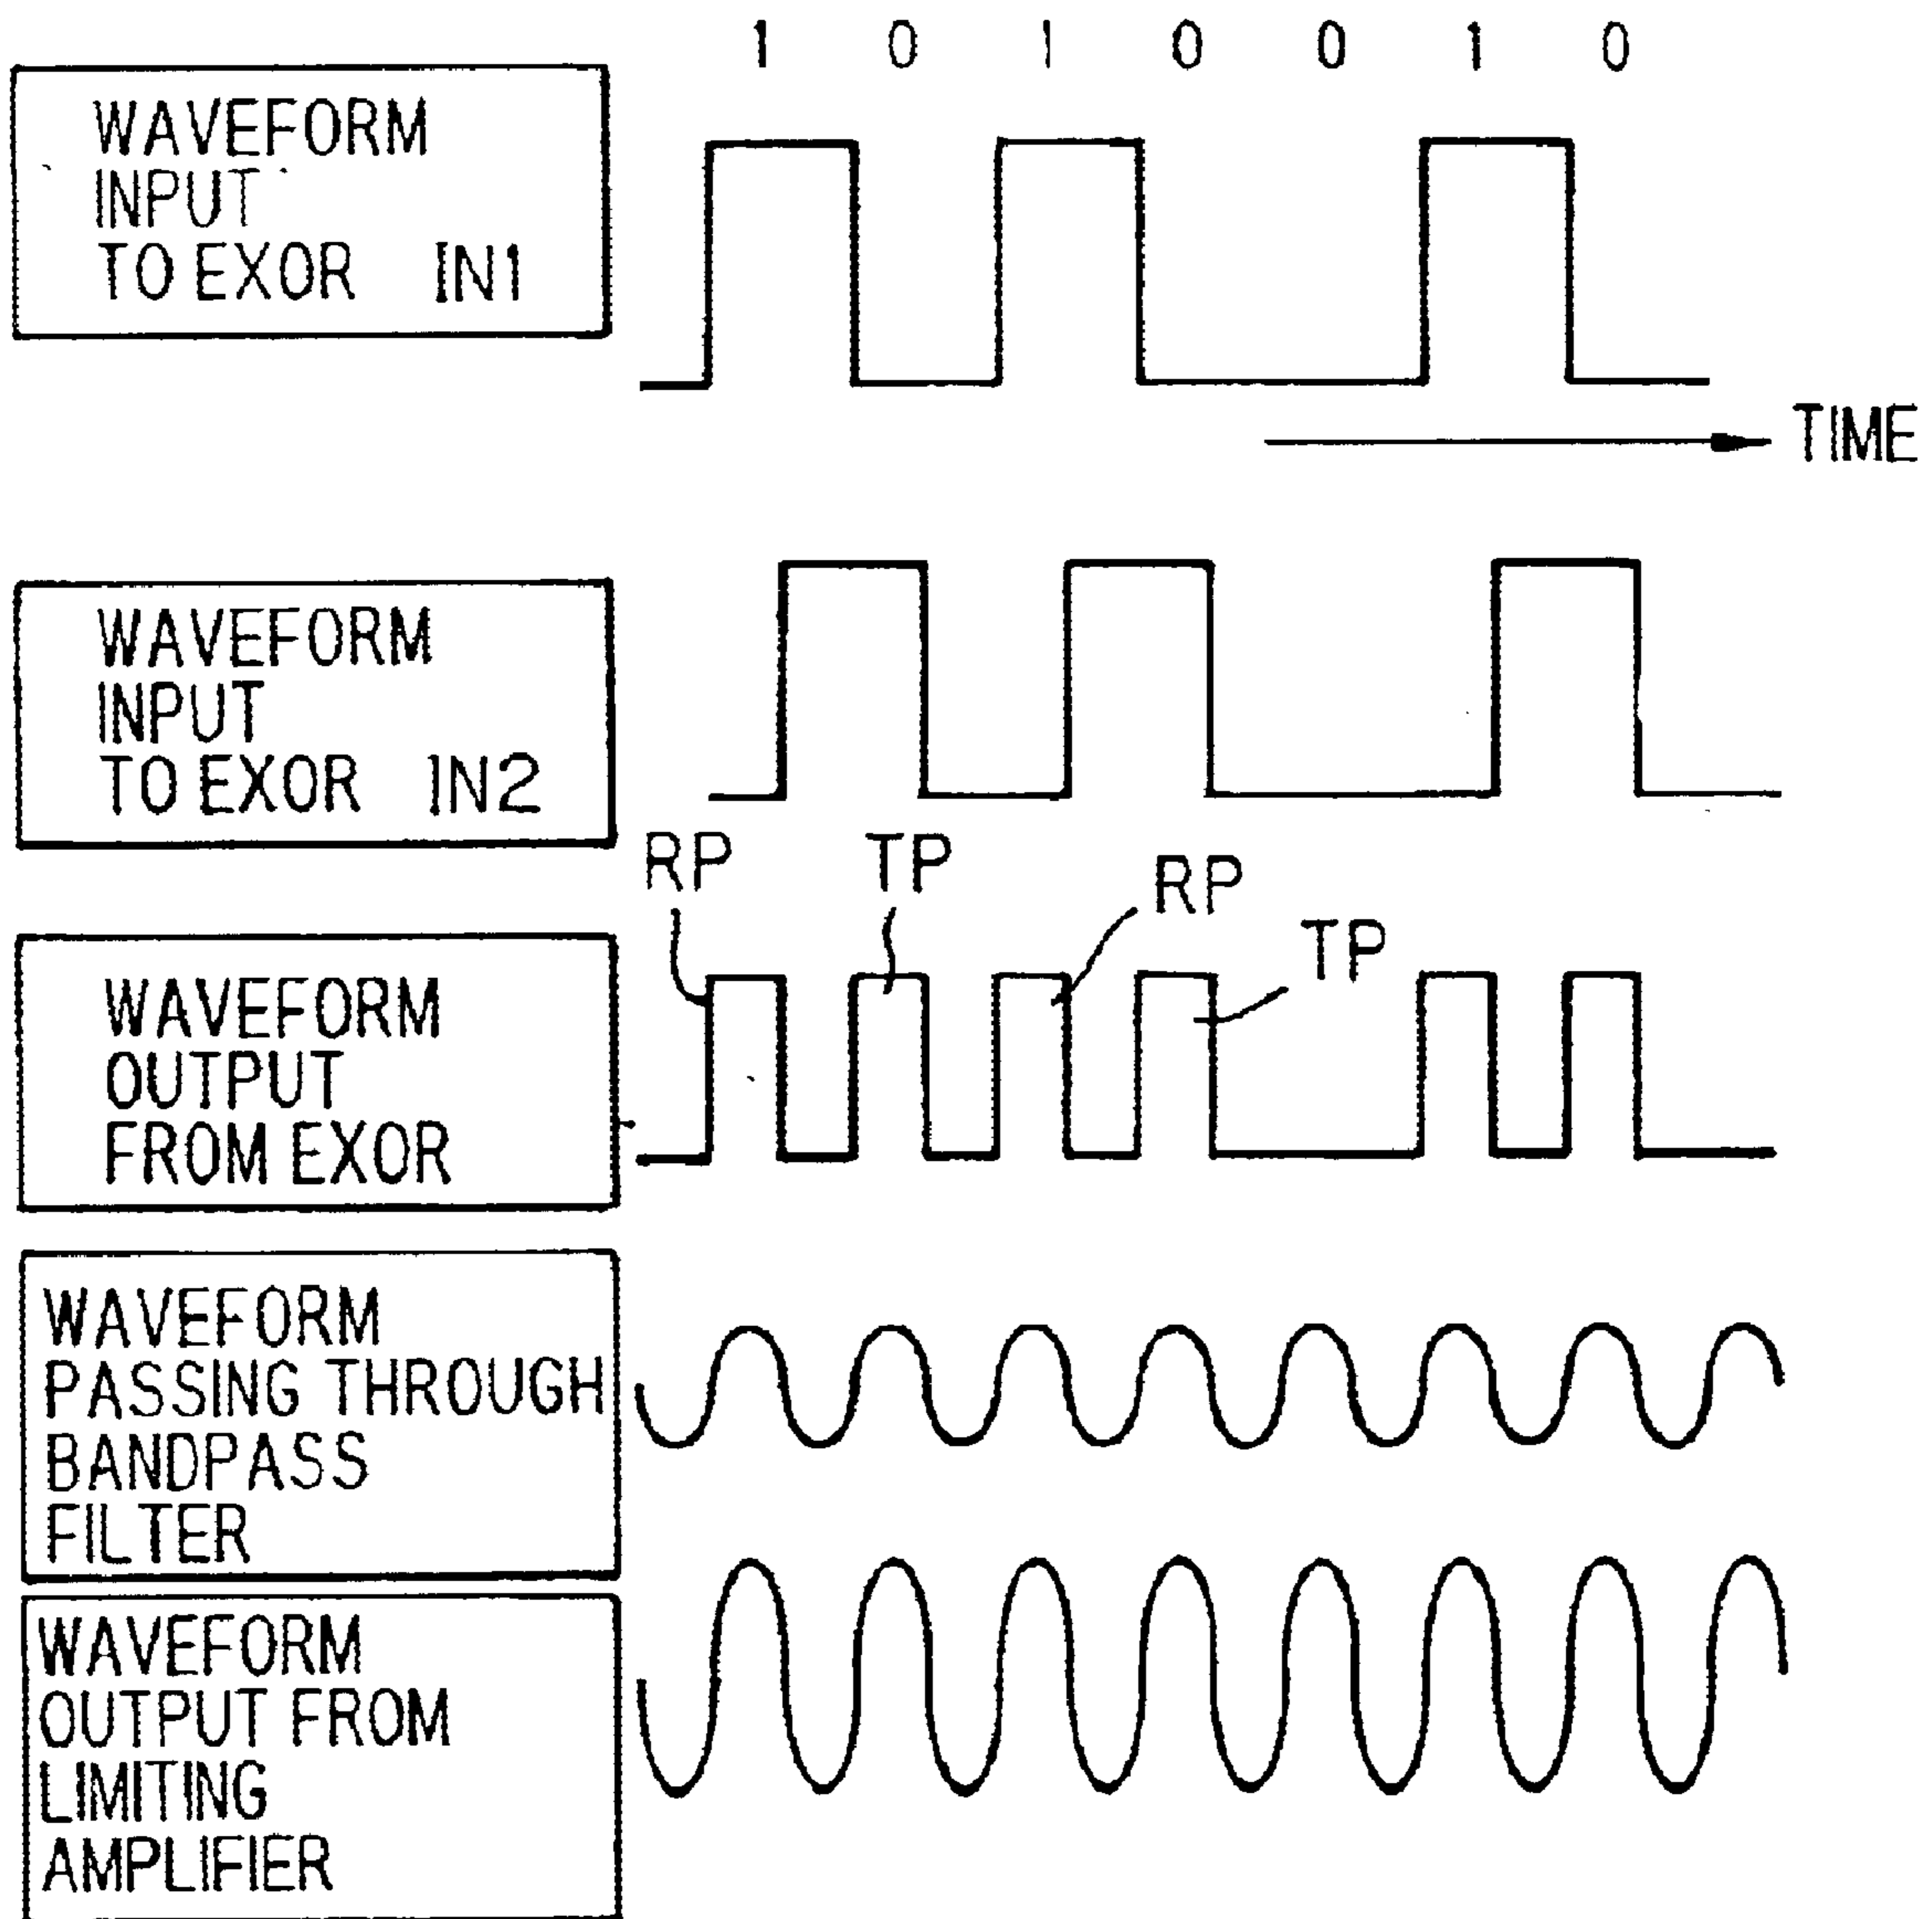 1 0 1 0 0 1 0
WAVEFORM
INPUT
TO EXOR IN1
TIME
WAVEFORM
INPUT
TO EXOR IN2
RP TP RP TP
WAVEFORM
OUTPUT
FROM EXOR
WAVEFORM
PASSING THROUGH
BANDPASS
FILTER
WAVEFORM
OUTPUT FROM
LIMITING
AMPLIFIER